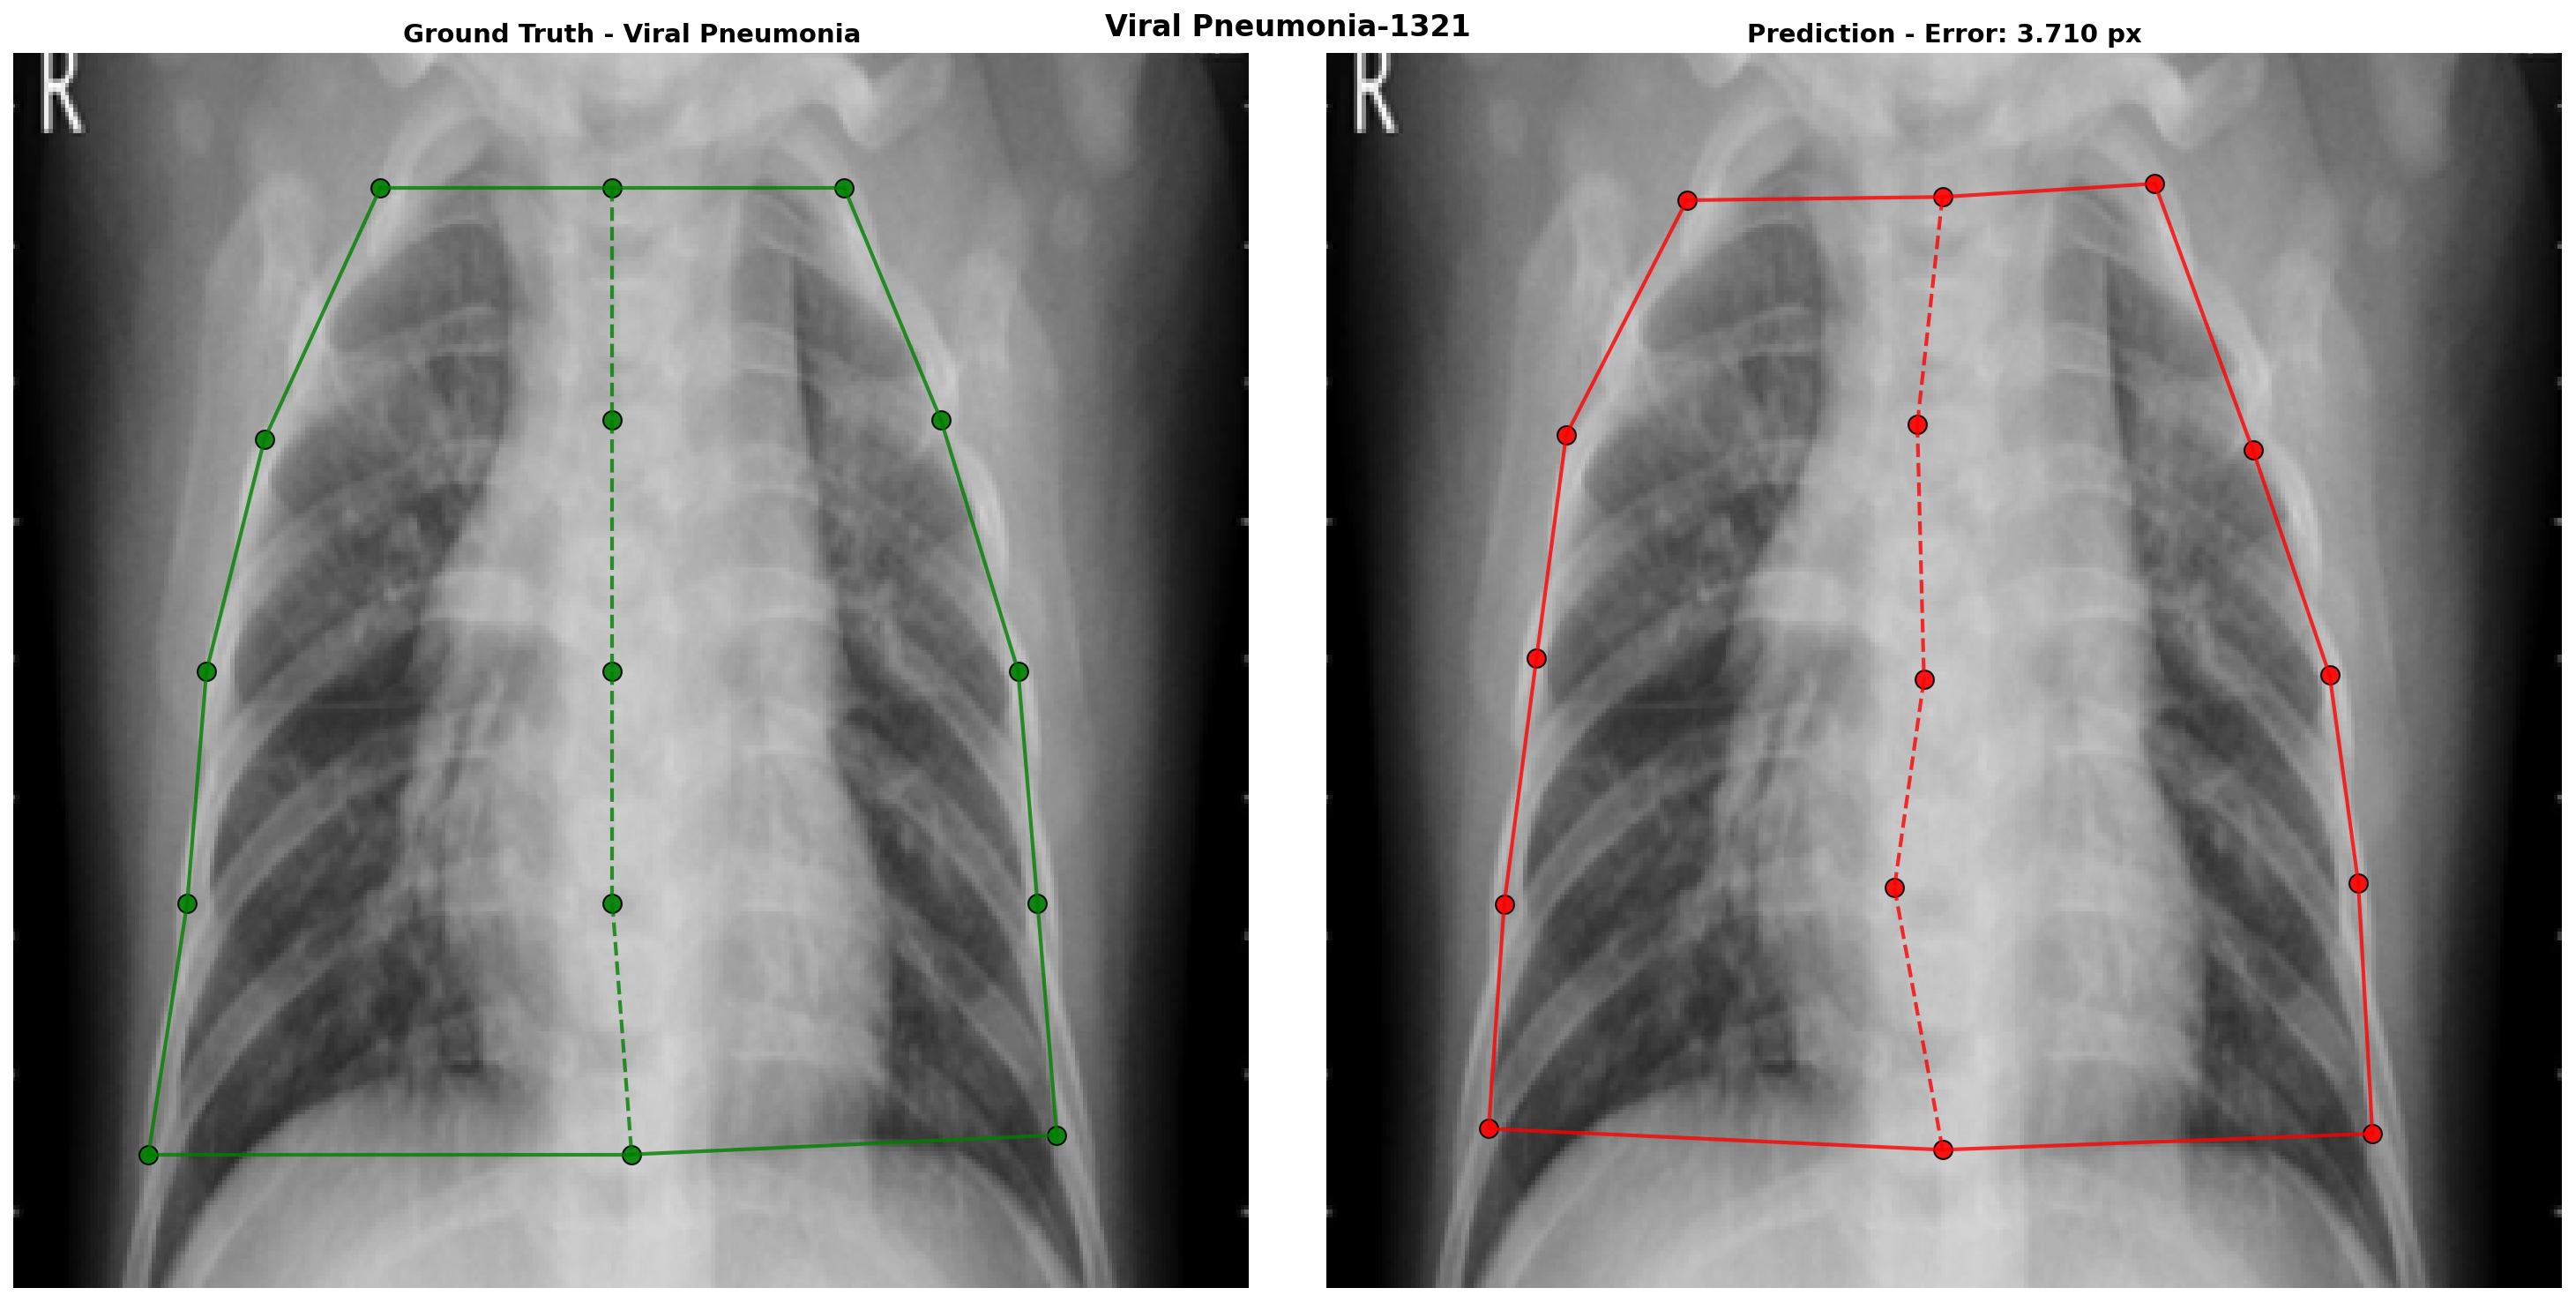 Viral Pneumonia-1321
Ground Truth - Viral Pneumonia
Prediction - Error: 3.710 px
R
R